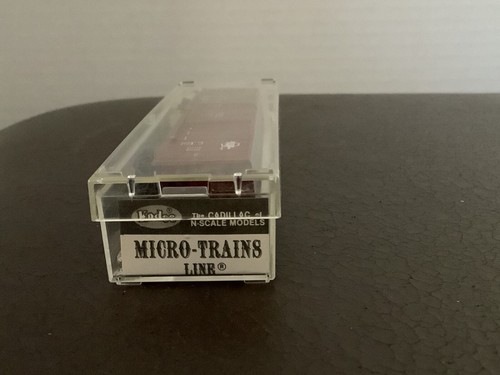 Kadee®
The CADILLAC of
N-SCALE MODELS
MICRO-TRAINS
LINE®